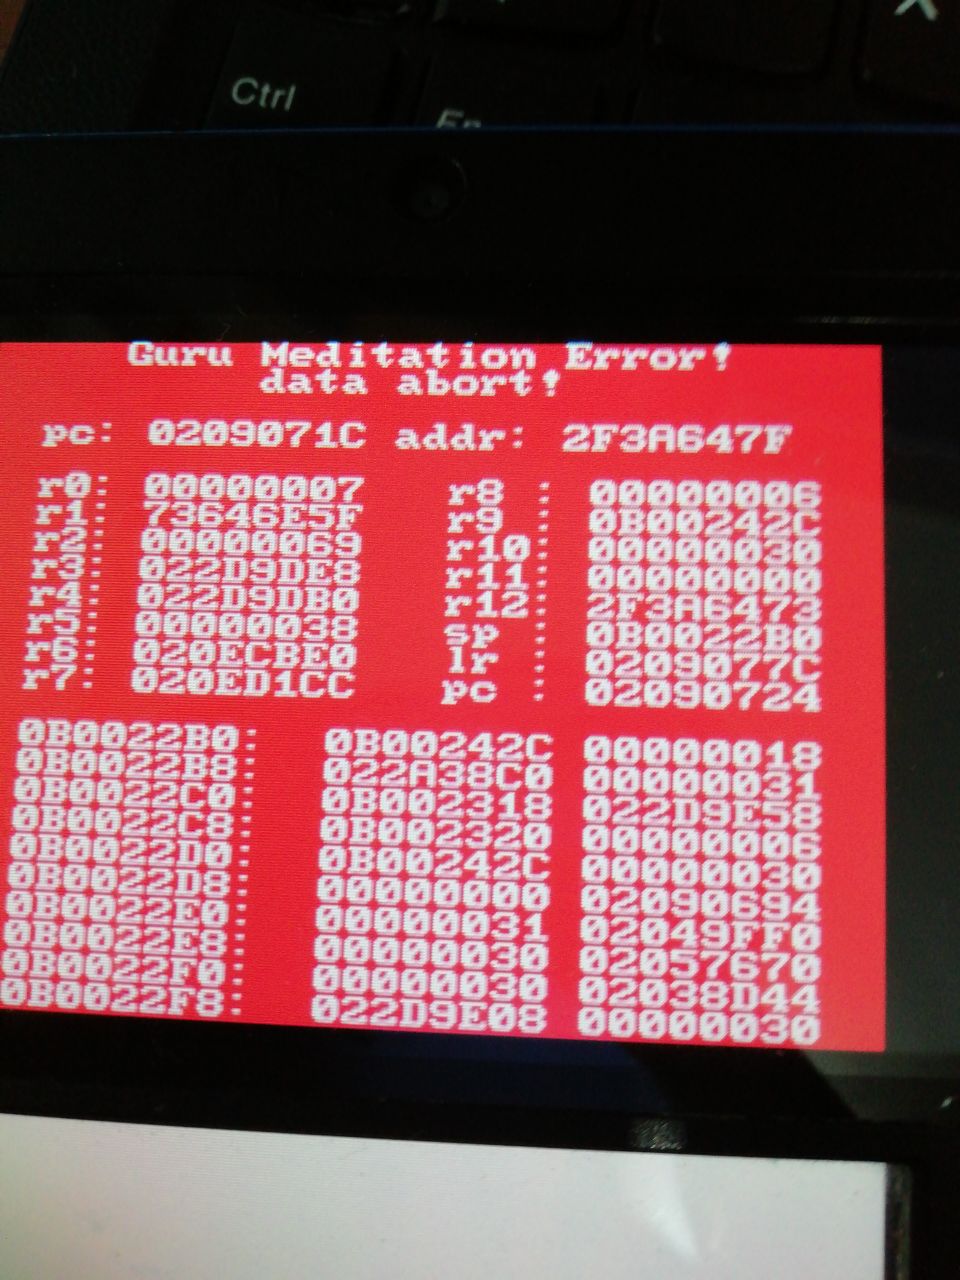 Ctrl
Fn
Guru Meditation Error!
data abort!
pc: 0209071C addr: 2F3A647F
r0: 00000007 r8 : 00000006
r1: 73646E5F r9 : 0B00242C
r2: 00000069 r10: 00000030
r3: 022D9DE8 r11: 00000000
r4: 022D9DB0 r12: 2F3A6473
r5: 00000038 sp : 0B0022B0
r6: 020ECBE0 lr : 0209077C
r7: 020ED1CC pc : 02090724
0B0022B0: 0B00242C 00000018
0B0022B8: 022A38C0 00000031
0B0022C0: 0B002318 022D9E58
0B0022C8: 0B002320 00000006
0B0022D0: 0B00242C 00000030
0B0022D8: 00000000 02090694
0B0022E0: 00000031 02049FF0
0B0022E8: 00000030 02057670
0B0022F0: 00000030 02038D44
0B0022F8: 022D9E08 00000030